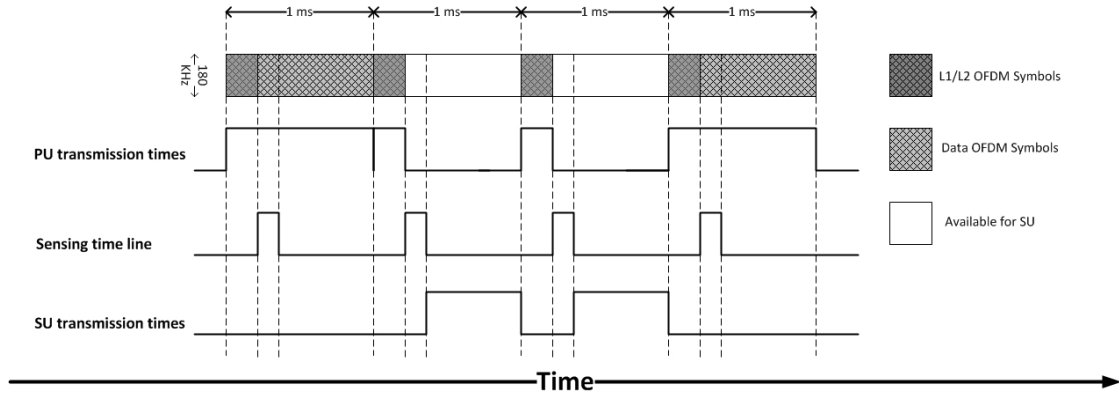 1 ms 1 ms 1 ms 1 ms
180
KHz
L1/L2 OFDM Symbols
PU transmission times
Data OFDM Symbols
Sensing time line
Available for SU
SU transmission times
Time